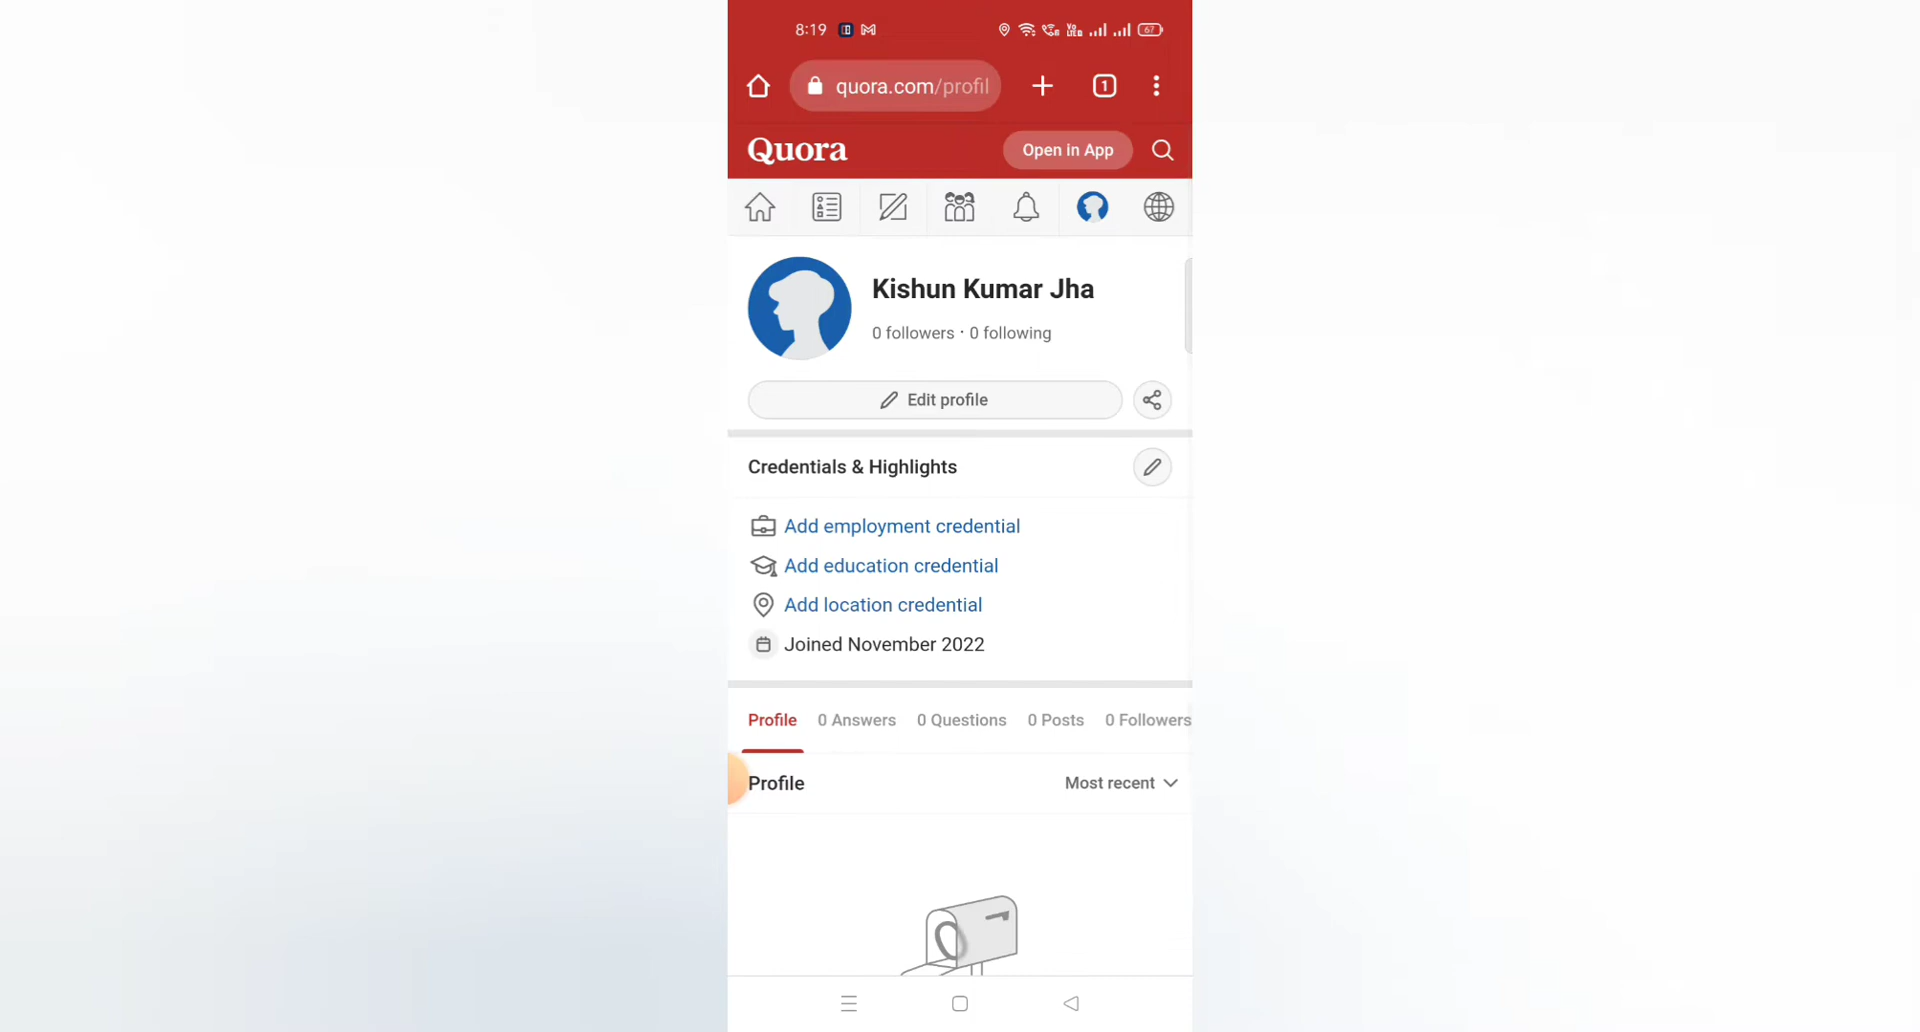 8:19 67
quora.com/profil 1
Quora Open in App
Kishun Kumar Jha
0 followers · 0 following
Edit profile
Credentials & Highlights
Add employment credential
Add education credential
Add location credential
Joined November 2022
Profile 0 Answers 0 Questions 0 Posts 0 Followers
Profile Most recent